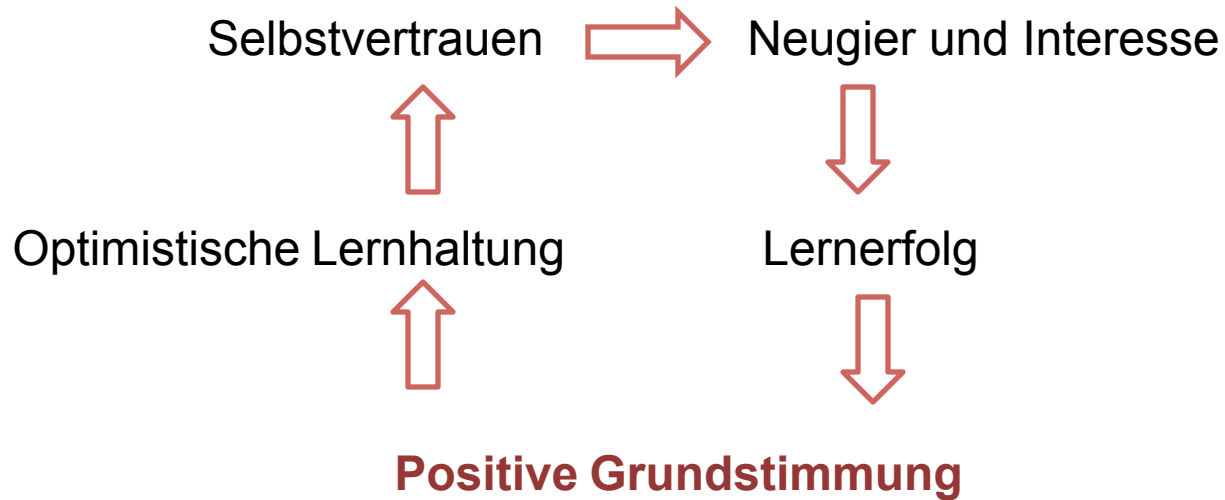 Selbstvertrauen
Neugier und Interesse
Optimistische Lernhaltung
Lernerfolg
Positive Grundstimmung